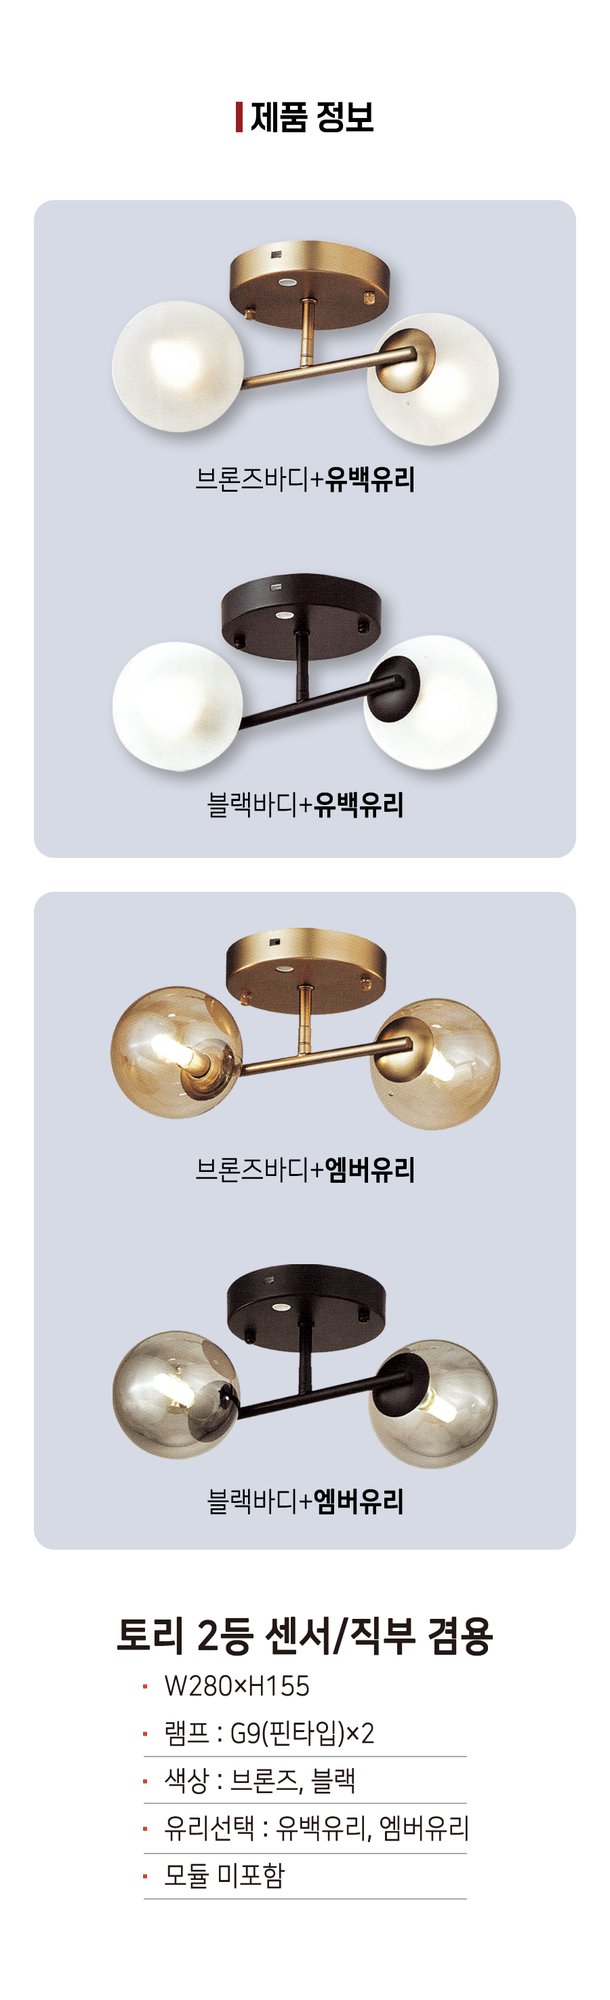 제품 정보
브론즈바디+유백유리
블랙바디+유백유리
브론즈바디+엠버유리
블랙바디+엠버유리
토리 2등 센서/직부 겸용
· W280×H155
· 램프 : G9(핀타입)×2
· 색상 : 브론즈, 블랙
· 유리선택 : 유백유리, 엠버유리
· 모듈 미포함